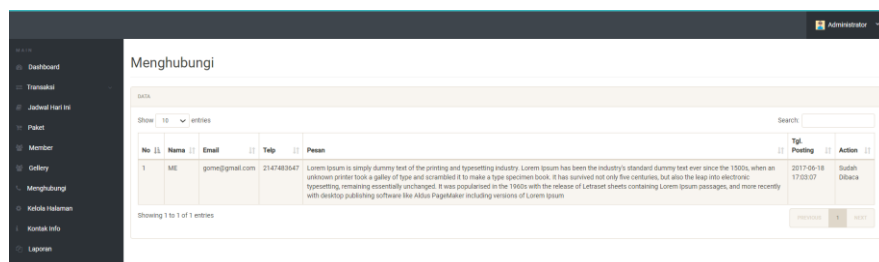 Administrator
MAIN
Dashboard
Transaksi
Jadwal Hari Ini
Paket
Member
Gellery
Menghubungi
Kelola Halaman
Kontak Info
Laporan
Menghubungi
DATA
Show 10 entries
Search:
No Nama Email Telp Pesan Tgl. Posting Action
1 ME gome@gmail.com 2147483647 Lorem Ipsum is simply dummy text of the printing and typesetting industry. Lorem Ipsum has been the industry's standard dummy text ever since the 1500s, when an
unknown printer took a galley of type and scrambled it to make a type specimen book. It has survived not only five centuries, but also the leap into electronic
typesetting, remaining essentially unchanged. It was popularised in the 1960s with the release of Letraset sheets containing Lorem Ipsum passages, and more recently
with desktop publishing software like Aldus PageMaker including versions of Lorem Ipsum
2017-06-18
17:03:07
Sudah
Dibaca
Showing 1 to 1 of 1 entries
PREVIOUS 1 NEXT